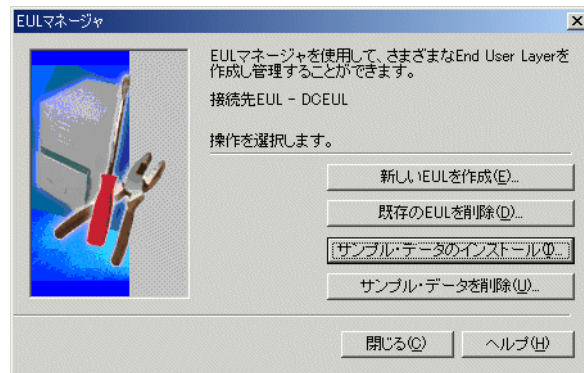 EULマネージャ
EULマネージャを使用して、さまざまなEnd User Layerを
作成し管理することができます。
接続先EUL - DCEUL
操作を選択します。
新しいEULを作成(E)...
既存のEULを削除(D)...
サンプル・データのインストール(I)...
サンプル・データを削除(U)...
閉じる(C)
ヘルプ(H)